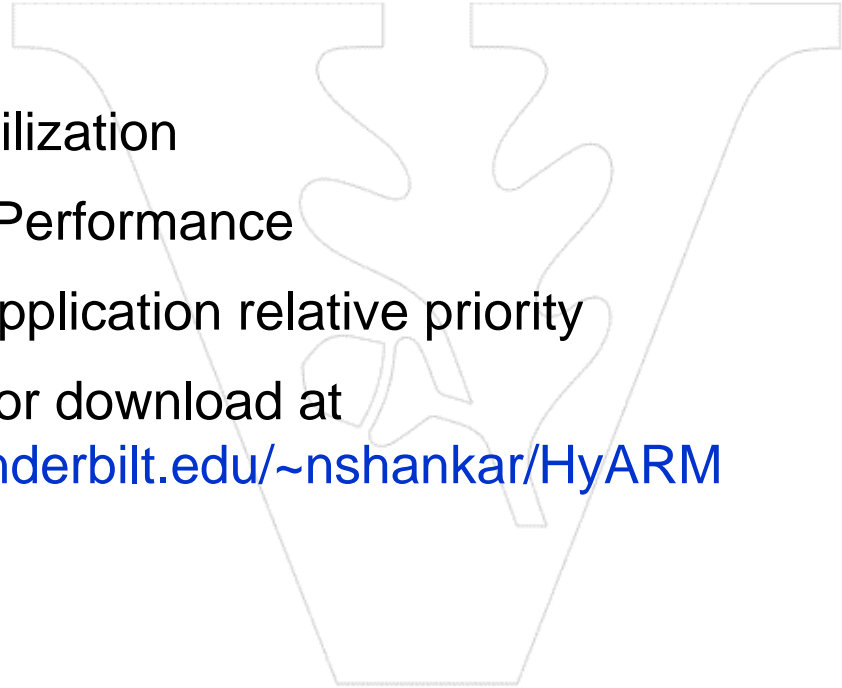 ilization
Performance
pplication relative priority
or download at
nderbilt.edu/~nshankar/HyARM